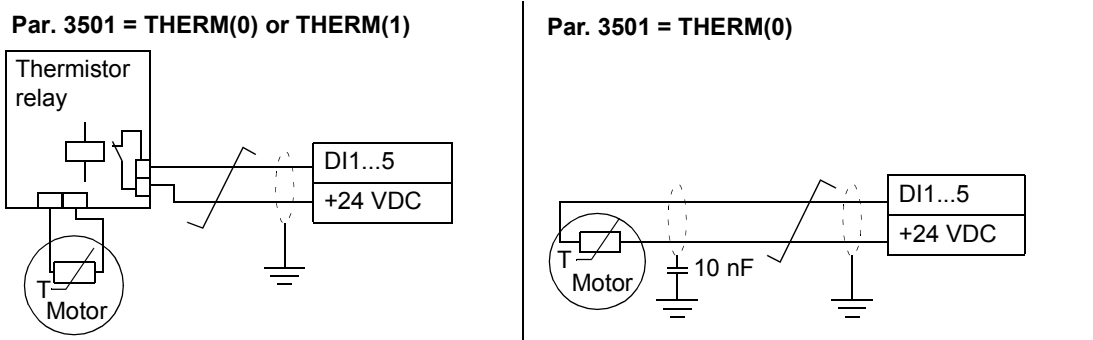 Par. 3501 = THERM(0) or THERM(1)
Thermistor
relay
DI1...5
+24 VDC
T
Motor
Par. 3501 = THERM(0)
DI1...5
+24 VDC
T
Motor
10 nF